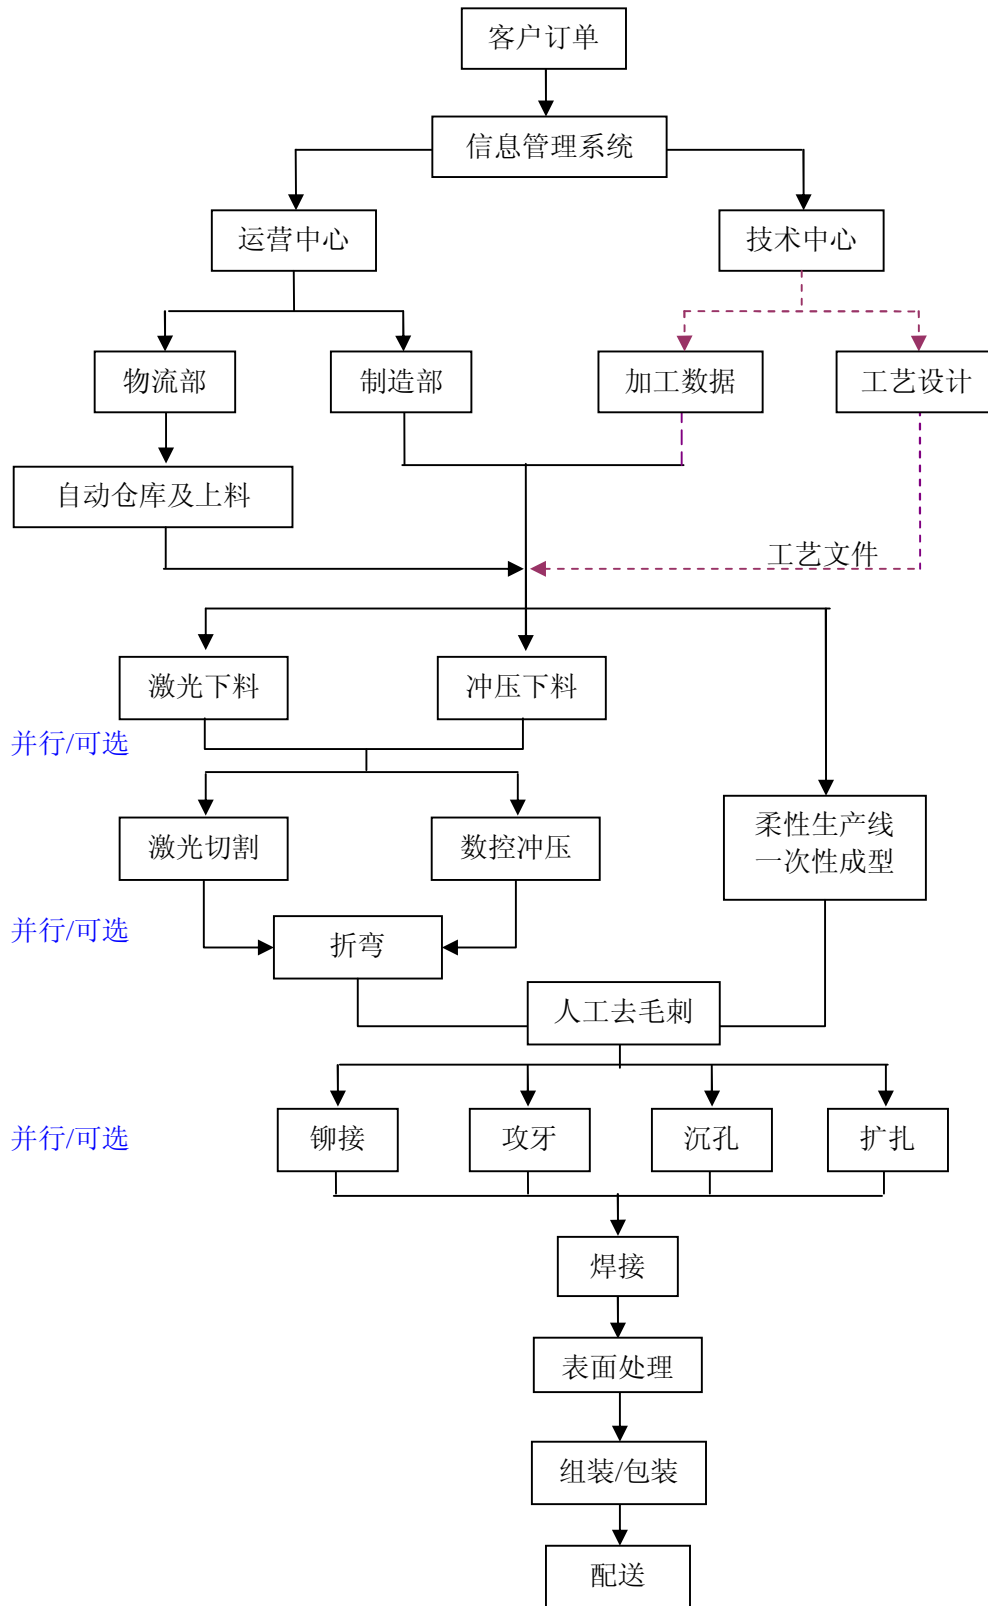 客户订单
信息管理系统
运营中心
技术中心
物流部
制造部
加工数据
工艺设计
自动仓库及上料
工艺文件
激光下料
冲压下料
并行/可选
激光切割
数控冲压
柔性生产线
一次性成型
并行/可选
折弯
人工去毛刺
并行/可选
铆接
攻牙
沉孔
扩扎
焊接
表面处理
组装/包装
配送